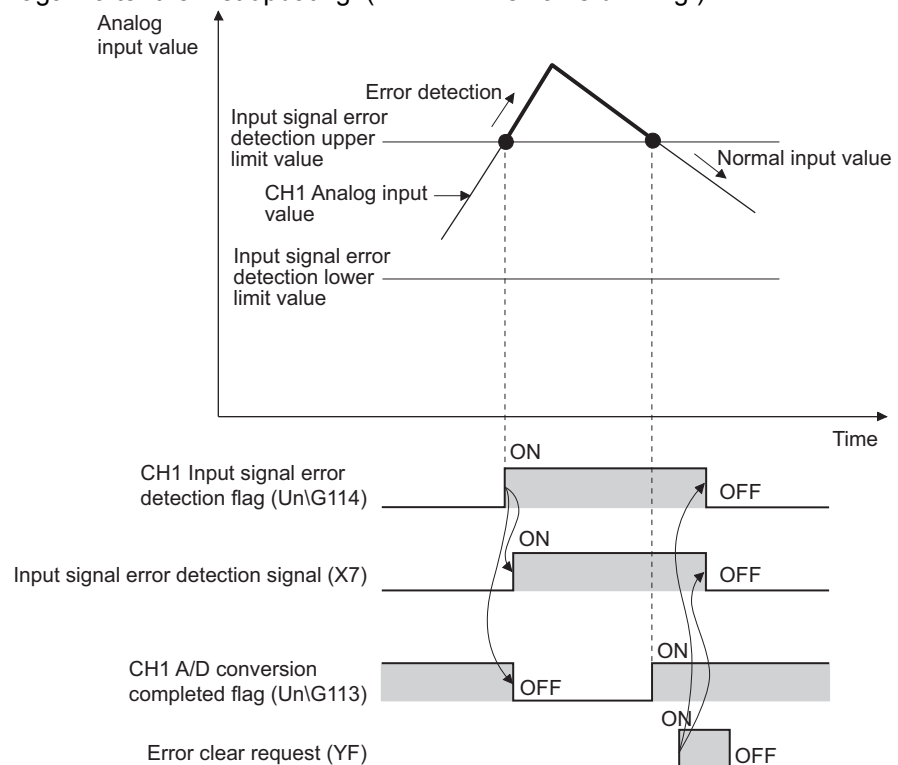 Analog
input value
Error detection
Input signal error
detection upper
limit value
Normal input value
CH1 Analog input
value
Input signal error
detection lower
limit value
Time
ON
CH1 Input signal error
detection flag (Un\G114)
OFF
ON
Input signal error detection signal (X7)
OFF
CH1 A/D conversion
completed flag (Un\G113)
ON
OFF
ON
Error clear request (YF)
OFF